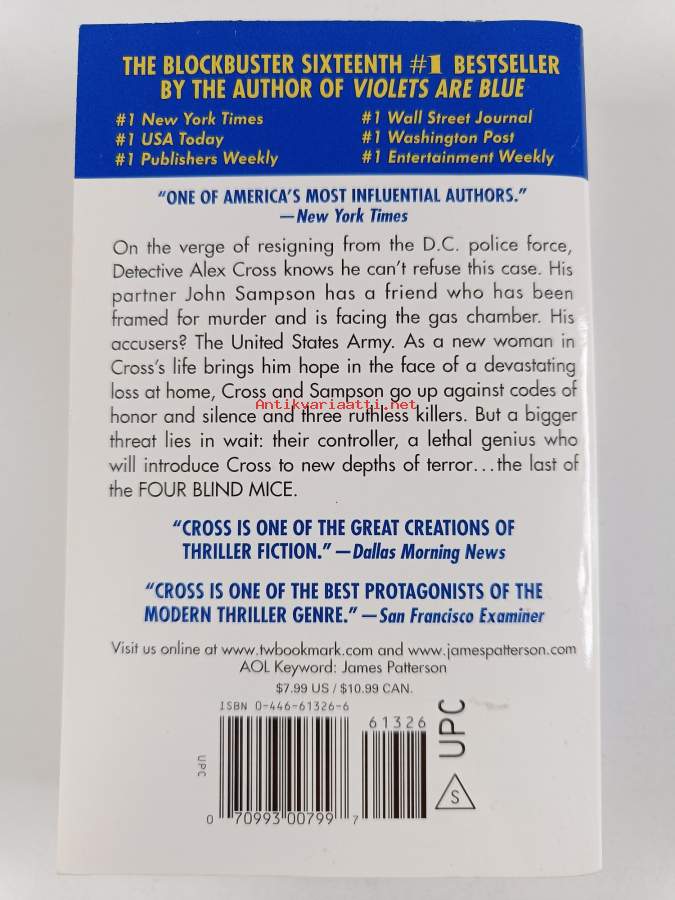 THE BLOCKBUSTER SIXTEENTH #1 BESTSELLER
BY THE AUTHOR OF VIOLETS ARE BLUE
#1 New York Times
#1 USA Today
#1 Publishers Weekly
#1 Wall Street Journal
#1 Washington Post
#1 Entertainment Weekly
"ONE OF AMERICA'S MOST INFLUENTIAL AUTHORS."
—New York Times
On the verge of resigning from the D.C. police force,
Detective Alex Cross knows he can't refuse this case. His
partner John Sampson has a friend who has been
framed for murder and is facing the gas chamber. His
accusers? The United States Army. As a new woman in
Cross's life brings him hope in the face of a devastating
loss at home, Cross and Sampson go up against codes of
Antikvariaatti.net
honor and silence and three ruthless killers. But a bigger
threat lies in wait: their controller, a lethal genius who
will introduce Cross to new depths of terror...the last of
the FOUR BLIND MICE.
"CROSS IS ONE OF THE GREAT CREATIONS OF
THRILLER FICTION." —Dallas Morning News
"CROSS IS ONE OF THE BEST PROTAGONISTS OF THE
MODERN THRILLER GENRE." —San Francisco Examiner
Visit us online at www.twbookmark.com and www.jamespatterson.com
AOL Keyword: James Patterson
$7.99 US / $10.99 CAN.
ISBN 0-446-61326-6
61326
UPC
UPC
S
0 70993 00799 7